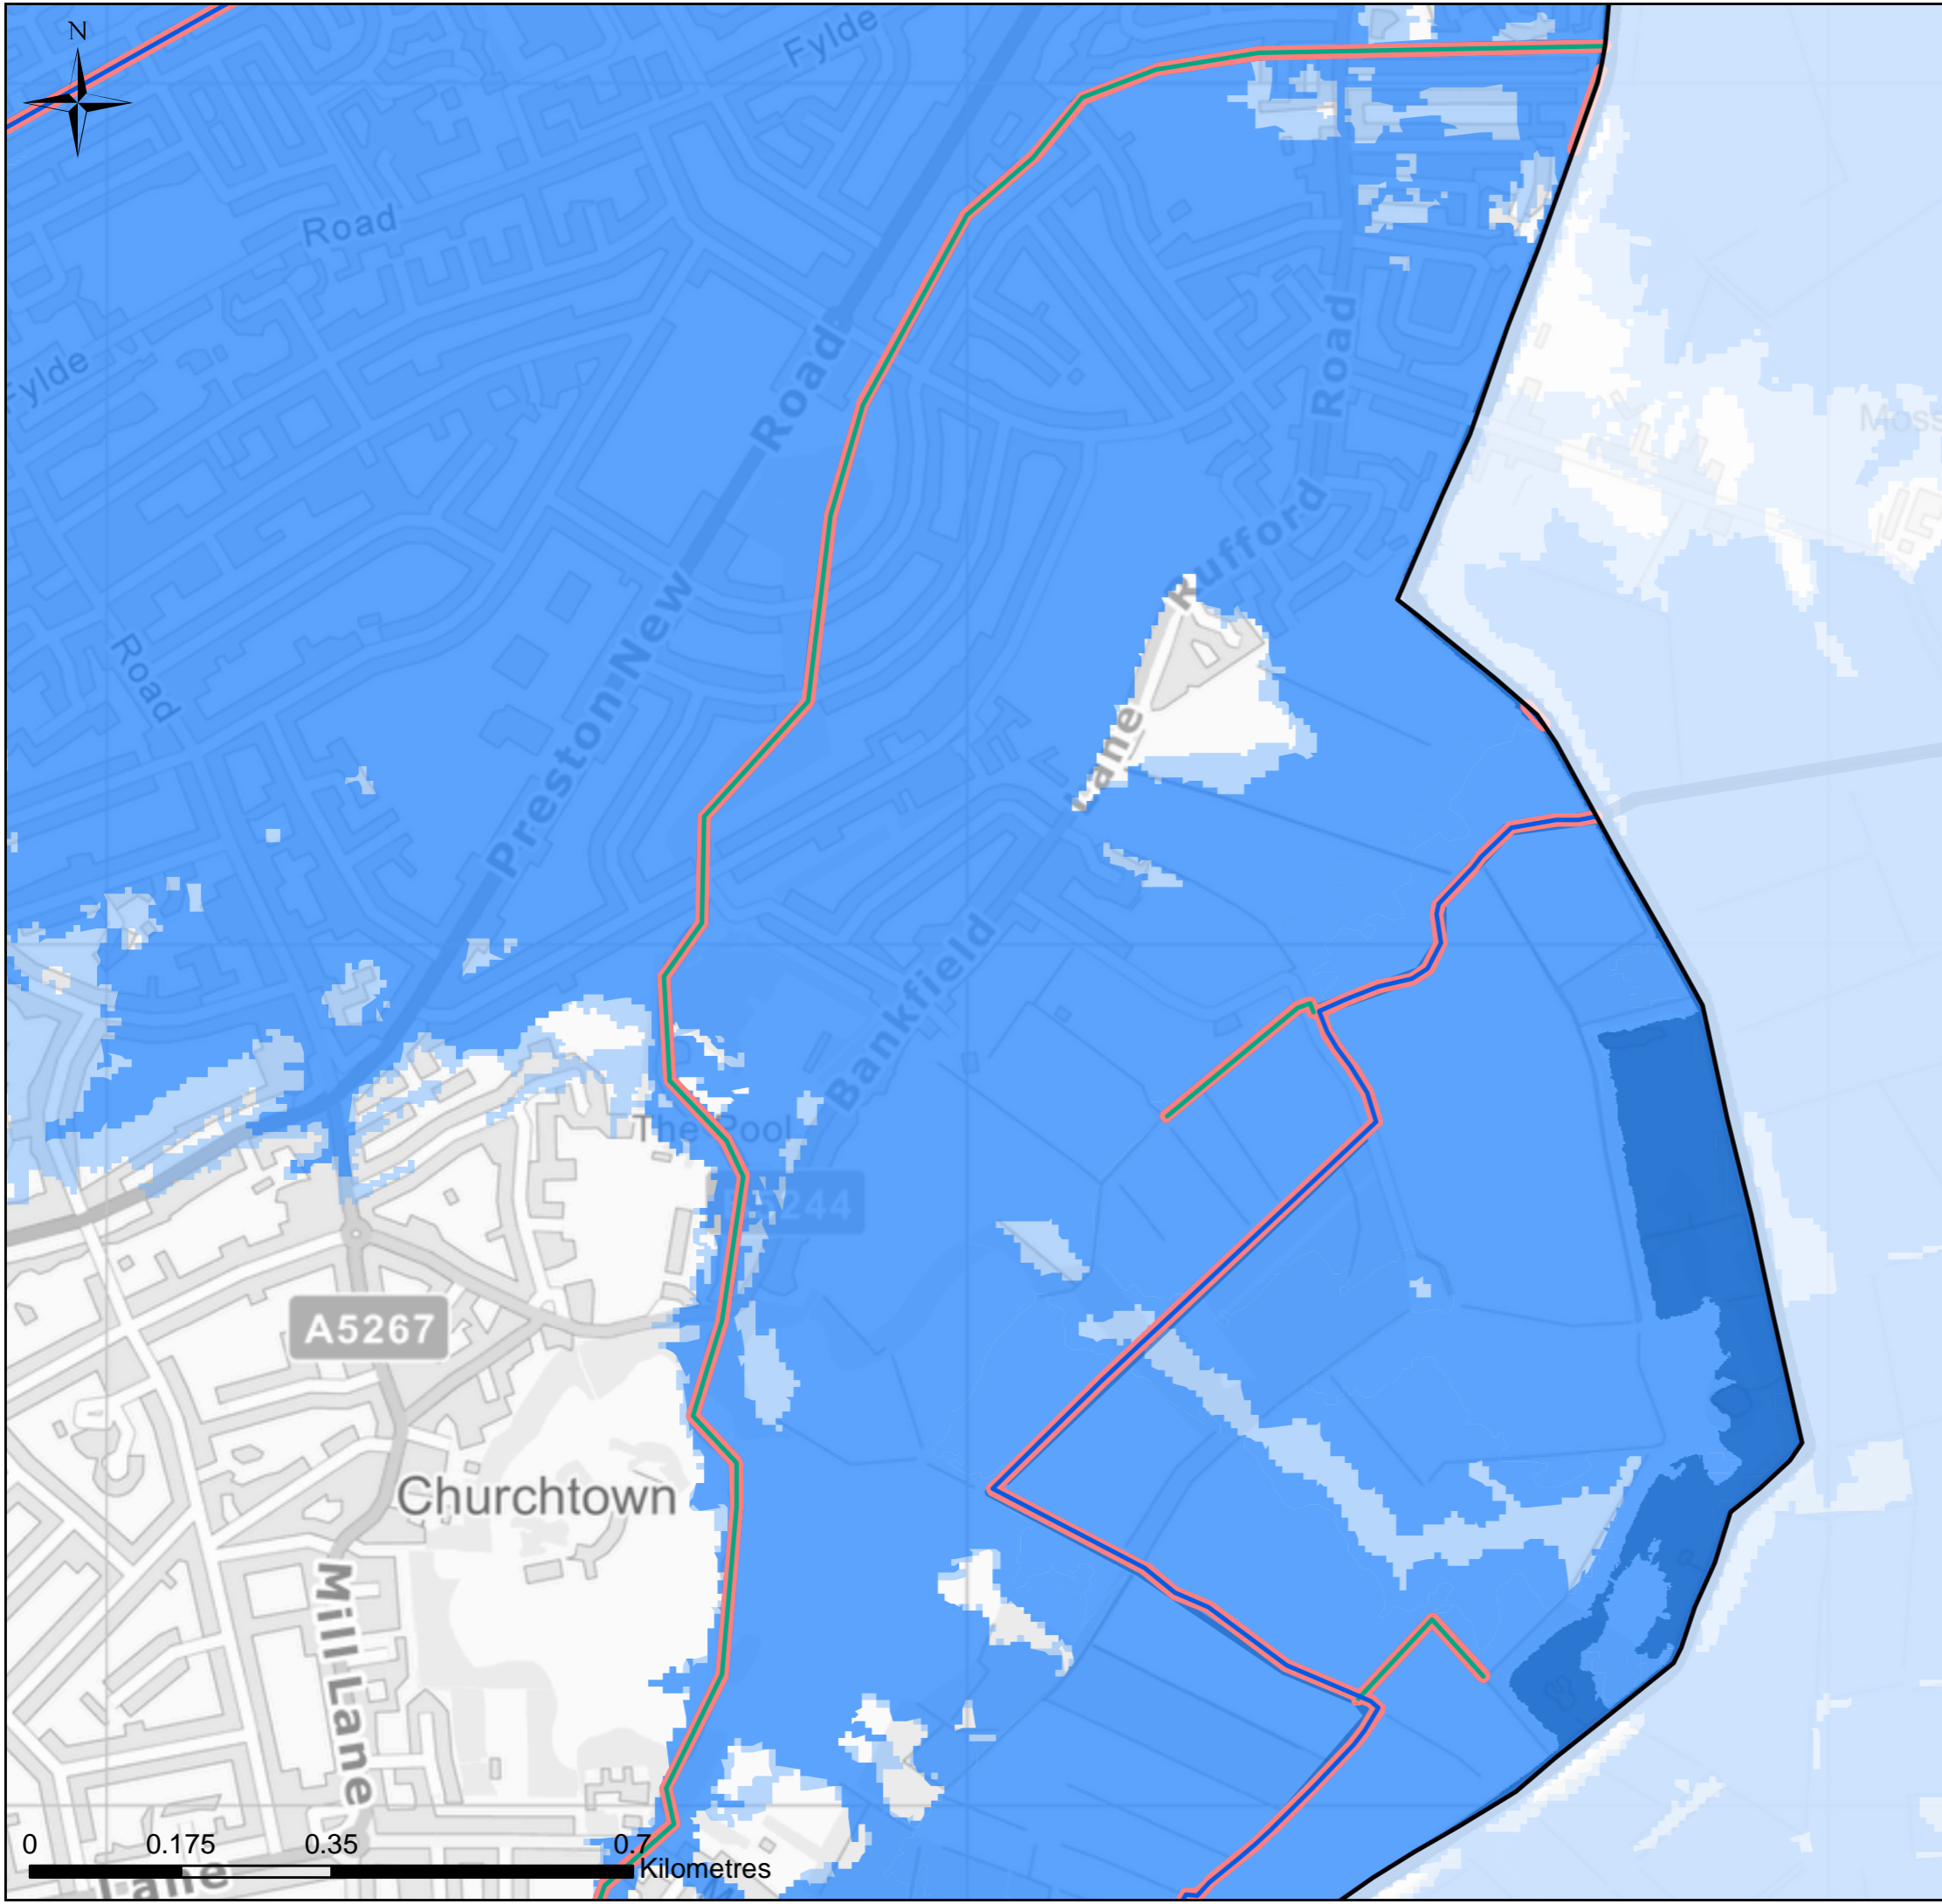 N
Fylde
Road
Fylde
Road
Preston New Road
Rufford Road
Moss
Bankfield Lane
The Pool
5244
A5267
Churchtown
Mill Lane
0 0.175 0.35 0.7
Kilometres
Lane